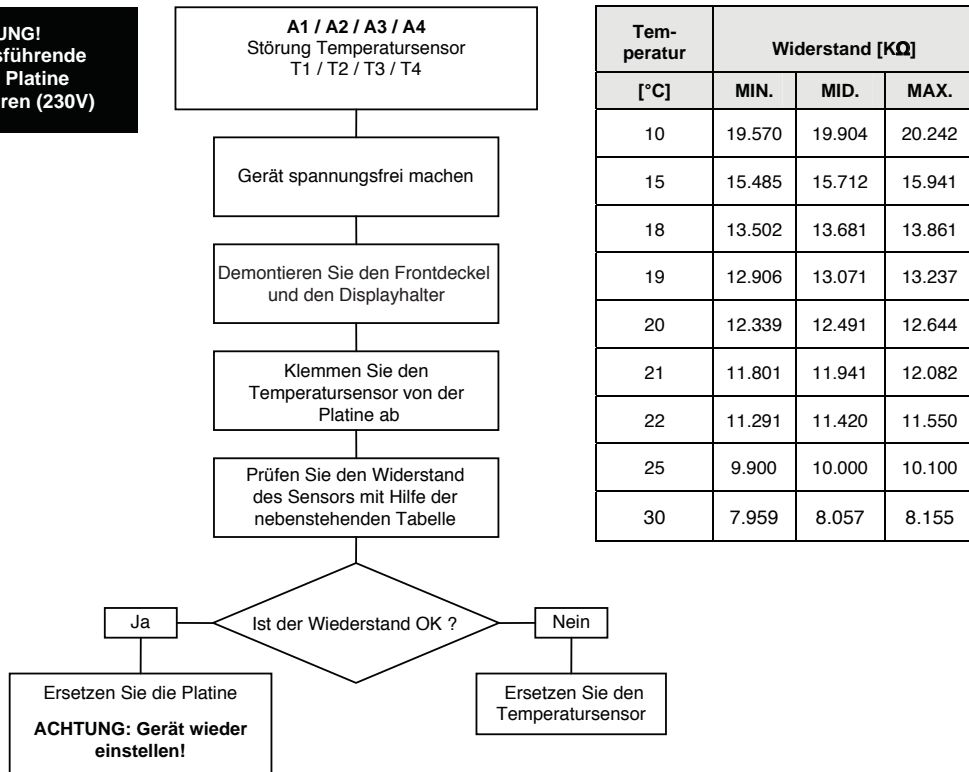 UNG!
sführende
Platine
ren (230V)
A1 / A2 / A3 / A4
Störung Temperatursensor
T1 / T2 / T3 / T4
Gerät spannungsfrei machen
Demontieren Sie den Frontdeckel
und den Displayhalter
Klemmen Sie den
Temperatursensor von der
Platine ab
Prüfen Sie den Widerstand
des Sensors mit Hilfe der
nebenstehenden Tabelle
Ist der Wiederstand OK ?
Ja
Nein
Ersetzen Sie die Platine
ACHTUNG: Gerät wieder
einstellen!
Ersetzen Sie den
Temperatursensor
Tem-
peratur
Widerstand [KΩ]
[°C] MIN. MID. MAX.
10 19.570 19.904 20.242
15 15.485 15.712 15.941
18 13.502 13.681 13.861
19 12.906 13.071 13.237
20 12.339 12.491 12.644
21 11.801 11.941 12.082
22 11.291 11.420 11.550
25 9.900 10.000 10.100
30 7.959 8.057 8.155